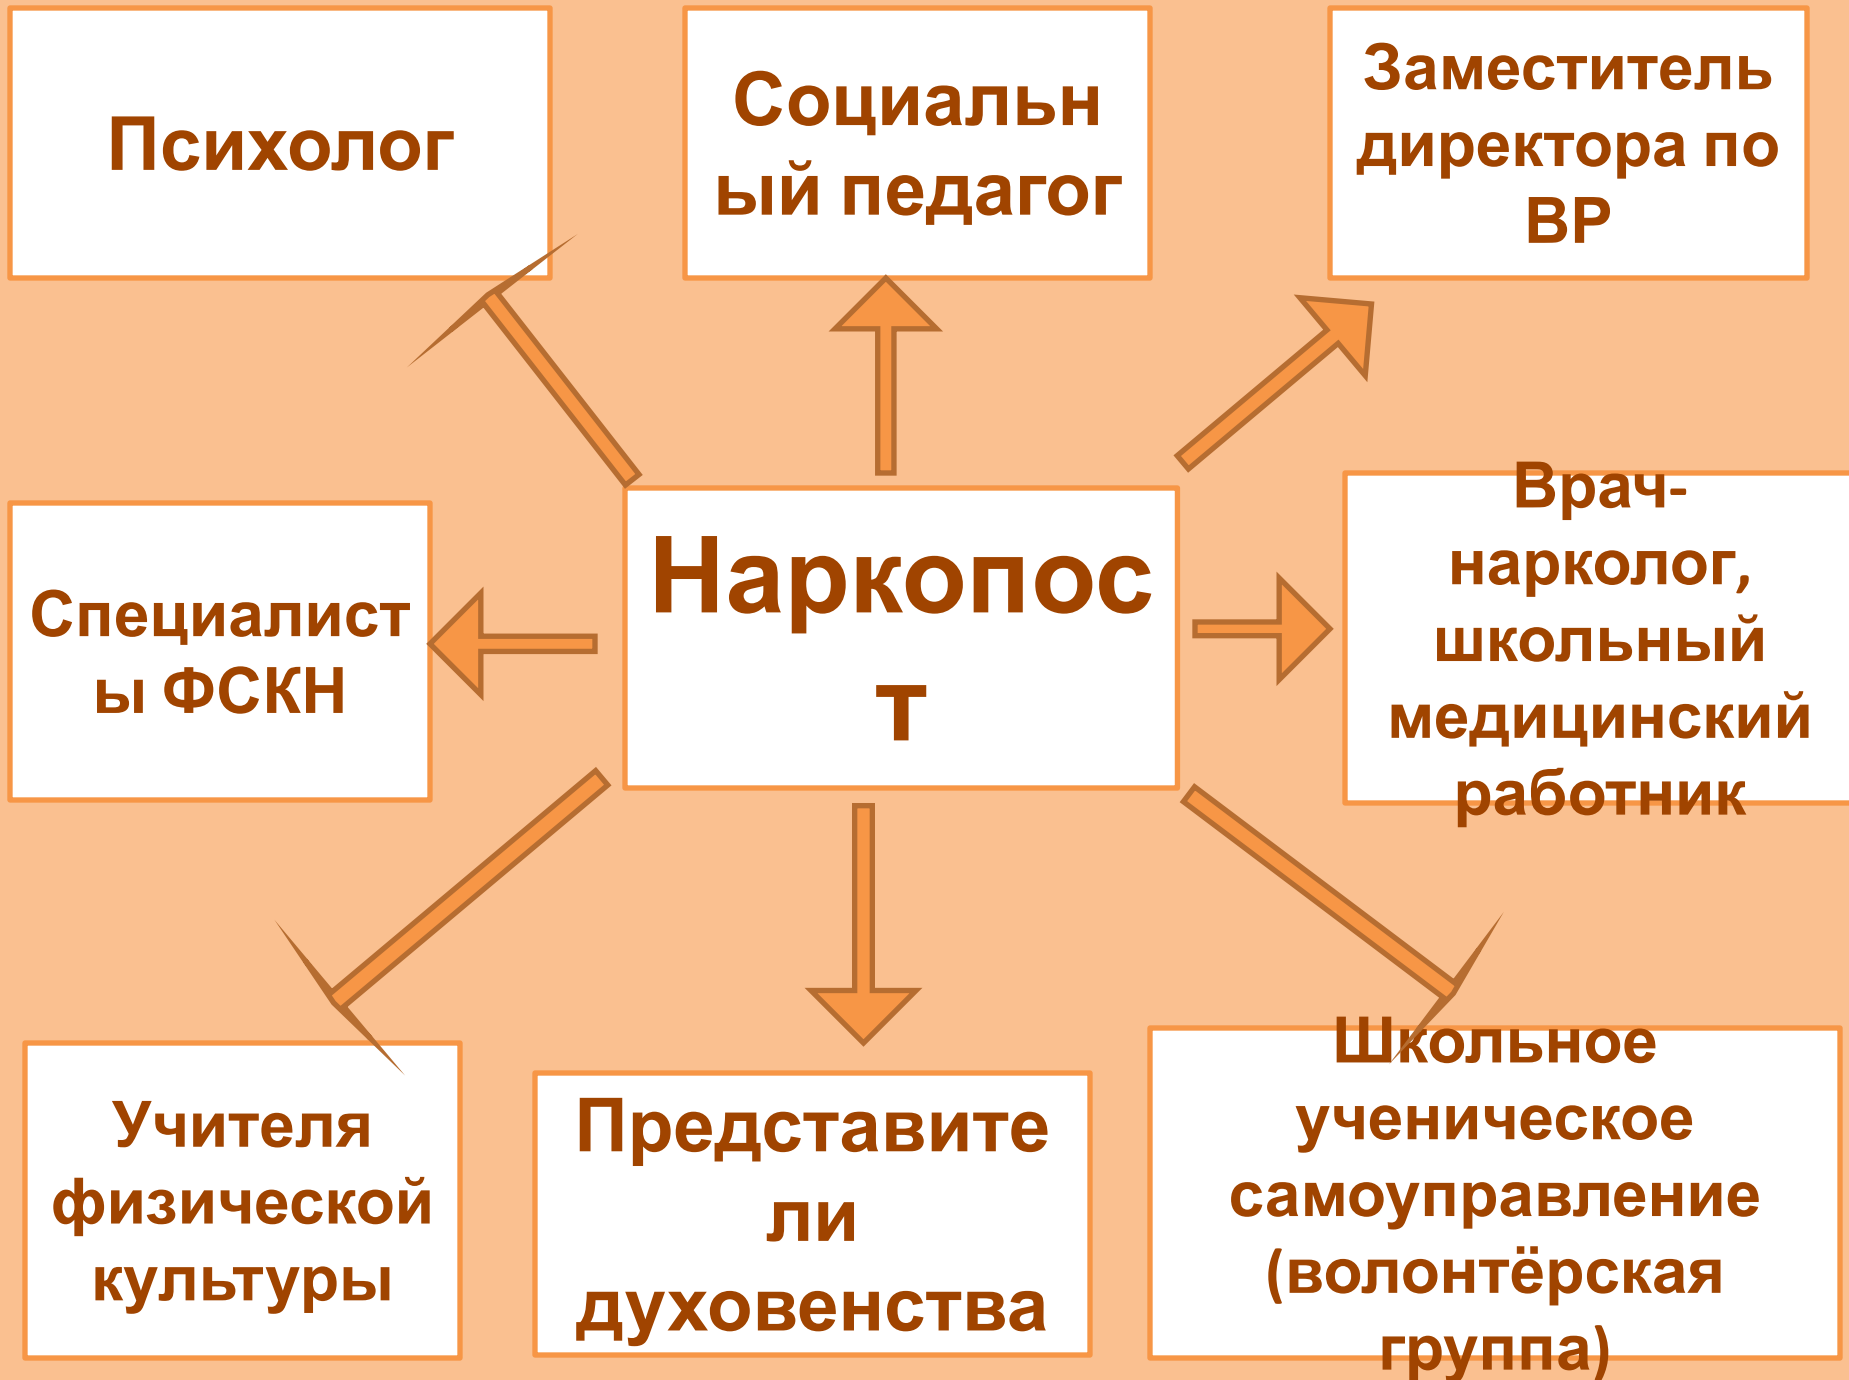 Психолог
Социальн
ый педагог
Заместитель
директора по
ВР
Специалист
ы ФСКН
Наркопос
т
Врач-
нарколог,
школьный
медицинский
работник
Учителя
физической
культуры
Представите
ли
духовенства
Школьное
ученическое
самоуправление
(волонтёрская
группа)